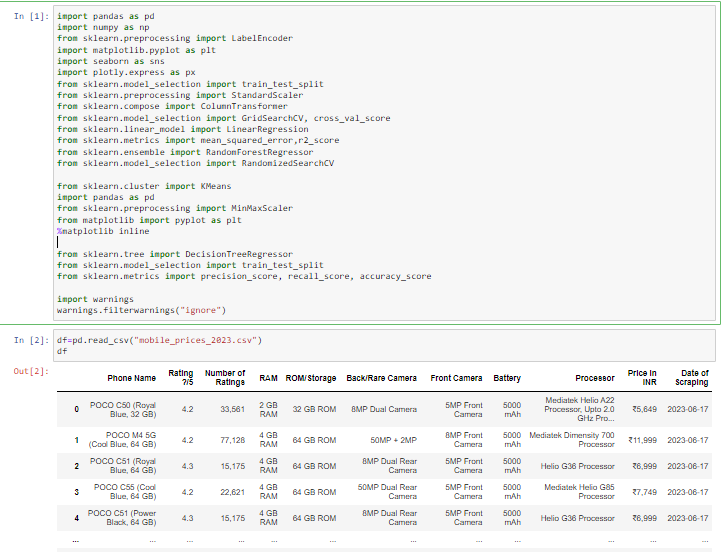 In [1]:
import pandas as pd
import numpy as np
from sklearn.preprocessing import LabelEncoder
import matplotlib.pyplot as plt
import seaborn as sns
import plotly.express as px
from sklearn.model_selection import train_test_split
from sklearn.preprocessing import StandardScaler
from sklearn.compose import ColumnTransformer
from sklearn.model_selection import GridSearchCV, cross_val_score
from sklearn.linear_model import LinearRegression
from sklearn.metrics import mean_squared_error,r2_score
from sklearn.ensemble import RandomForestRegressor
from sklearn.model_selection import RandomizedSearchCV
from sklearn.cluster import KMeans
import pandas as pd
from sklearn.preprocessing import MinMaxScaler
from matplotlib import pyplot as plt
%matplotlib inline
from sklearn.tree import DecisionTreeRegressor
from sklearn.model_selection import train_test_split
from sklearn.metrics import precision_score, recall_score, accuracy_score
import warnings
warnings.filterwarnings("ignore")
In [2]:
df=pd.read_csv("mobile_prices_2023.csv")
df
Out[2]:
Phone Name Rating ?/5 Number of Ratings RAM ROM/Storage Back/Rare Camera Front Camera Battery Processor Price in INR Date of Scraping
0 POCO C50 (Royal Blue, 32 GB) 4.2 33,561 2 GB RAM 32 GB ROM 8MP Dual Camera 5MP Front Camera 5000 mAh Mediatek Helio A22 Processor, Upto 2.0 GHz Pro... ₹5,649 2023-06-17
1 POCO M4 5G (Cool Blue, 64 GB) 4.2 77,128 4 GB RAM 64 GB ROM 50MP + 2MP 8MP Front Camera 5000 mAh Mediatek Dimensity 700 Processor ₹11,999 2023-06-17
2 POCO C51 (Royal Blue, 64 GB) 4.3 15,175 4 GB RAM 64 GB ROM 8MP Dual Rear Camera 5MP Front Camera 5000 mAh Helio G36 Processor ₹6,999 2023-06-17
3 POCO C55 (Cool Blue, 64 GB) 4.2 22,621 4 GB RAM 64 GB ROM 50MP Dual Rear Camera 5MP Front Camera 5000 mAh Mediatek Helio G85 Processor ₹7,749 2023-06-17
4 POCO C51 (Power Black, 64 GB) 4.3 15,175 4 GB RAM 64 GB ROM 8MP Dual Rear Camera 5MP Front Camera 5000 mAh Helio G36 Processor ₹6,999 2023-06-17
... ... ... ... ... ... ... ... ... ... ... ...